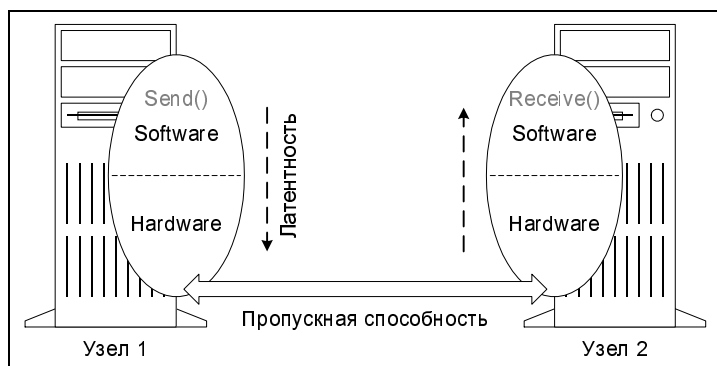 Send()
Software
Hardware
Латентность
Receive()
Software
Hardware
Пропускная способность
Узел 1
Узел 2